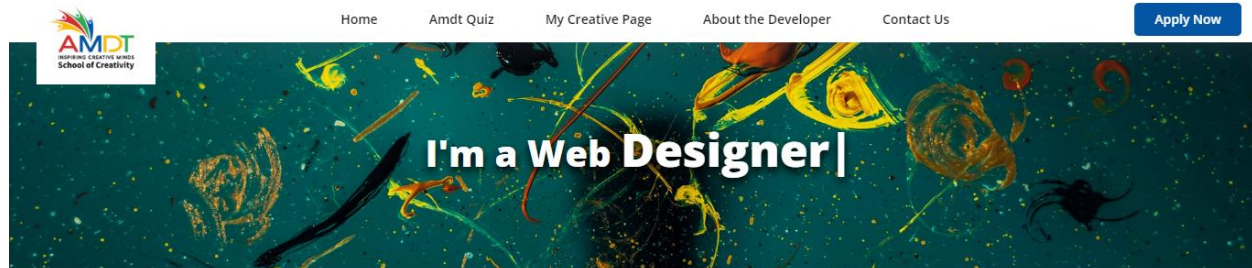 Home Amdt Quiz My Creative Page About the Developer Contact Us Apply Now
AMDT
INSPIRING CREATIVE MINDS
School of Creativity
I'm a Web Designer|